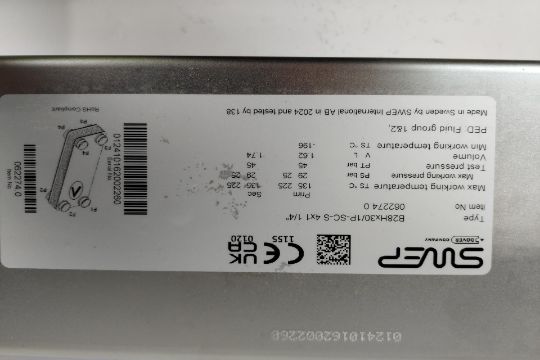 SWEP
A DOVER COMPANY
CE
1155
UKCA
0120
Type B28Hx30/1P-SC-S 4x1 1/4"
Item No 062274 0
Prim Sec
Max working temperature TS °C 135 225 135 225
Max working pressure PS bar 29 25 29 25
Test pressure PT bar 45 45
Volume V L 1.62 1.74
Min working temperature TS °C -196
PED: Fluid group 1&2,
Made in Sweden by SWEP International AB in 2024 and tested by 138
Item No
062274 0
Serial No
012410162002260
RoHS Compliant
012410162002260